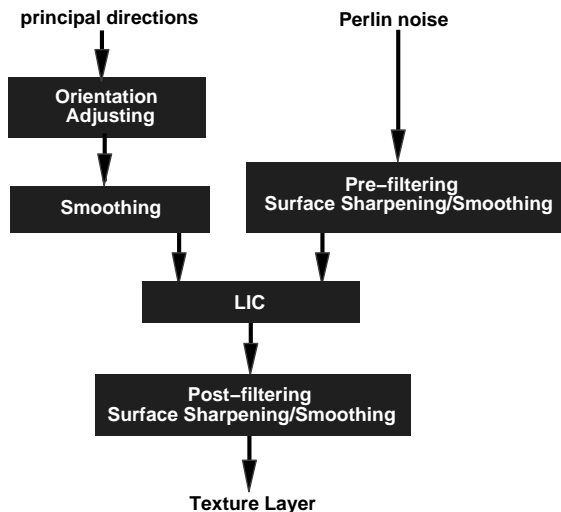 principal directions
Perlin noise
Orientation
Adjusting
Pre−filtering
Surface Sharpening/Smoothing
Smoothing
LIC
Post−filtering
Surface Sharpening/Smoothing
Texture Layer